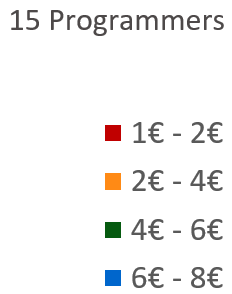 15 Programmers
1€ - 2€
2€ - 4€
4€ - 6€
6€ - 8€